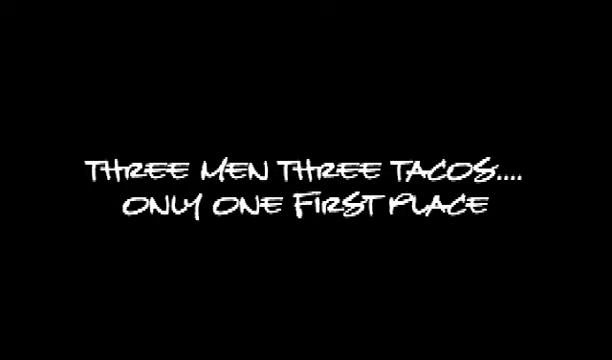 THREE MEN THREE TACOS....
ONLY ONE FIRST PLACE